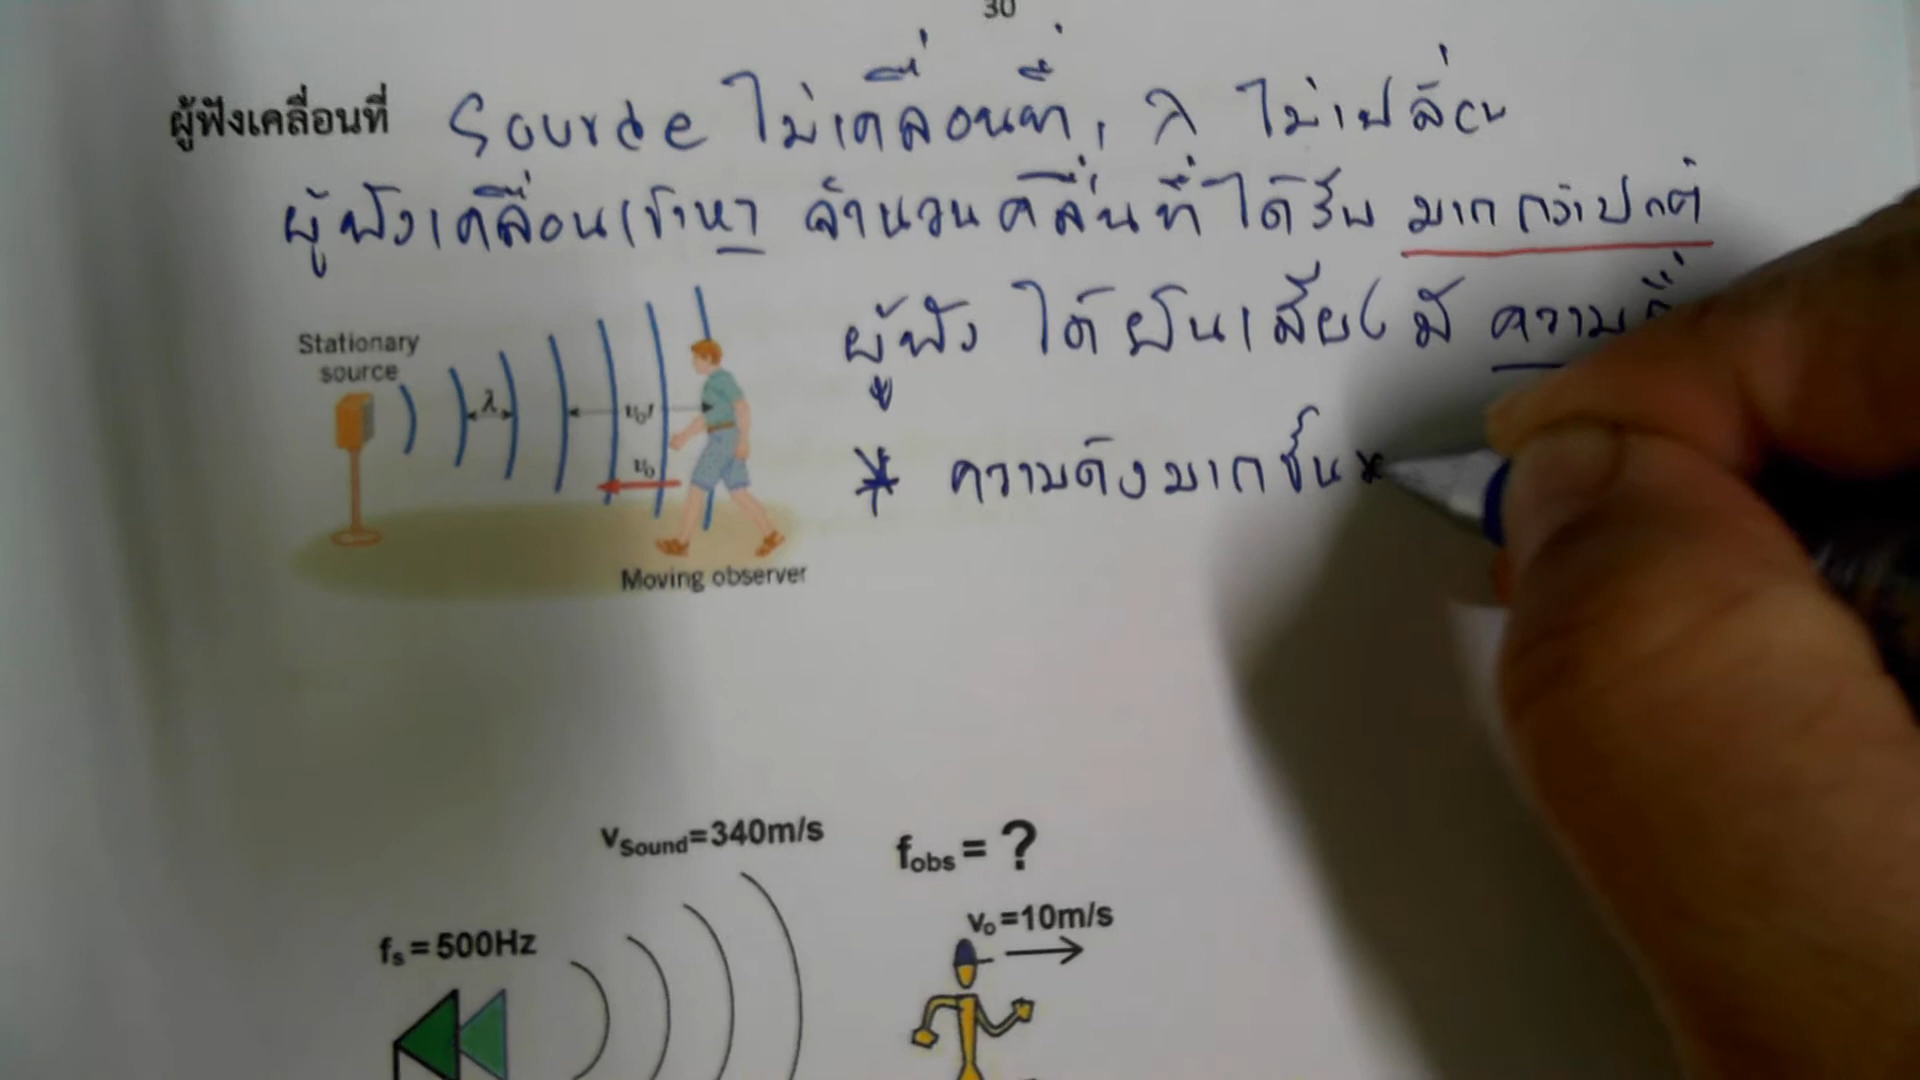 30
ผู้ฟังเคลื่อนที่ Source ไม่เคลื่อนที่, λ ไม่เปลี่ยน
ผู้ฟังเคลื่อนเข้าหา จำนวนคลื่นที่ได้รับ มากกว่าปกติ
ผู้ฟัง ได้ยินเสียง มี ความถี่
* ความดังมากขึ้น
Stationary
source
λ
v₀t
v₀
Moving observer
vSound=340m/s
fobs = ?
vo=10m/s
fs = 500Hz